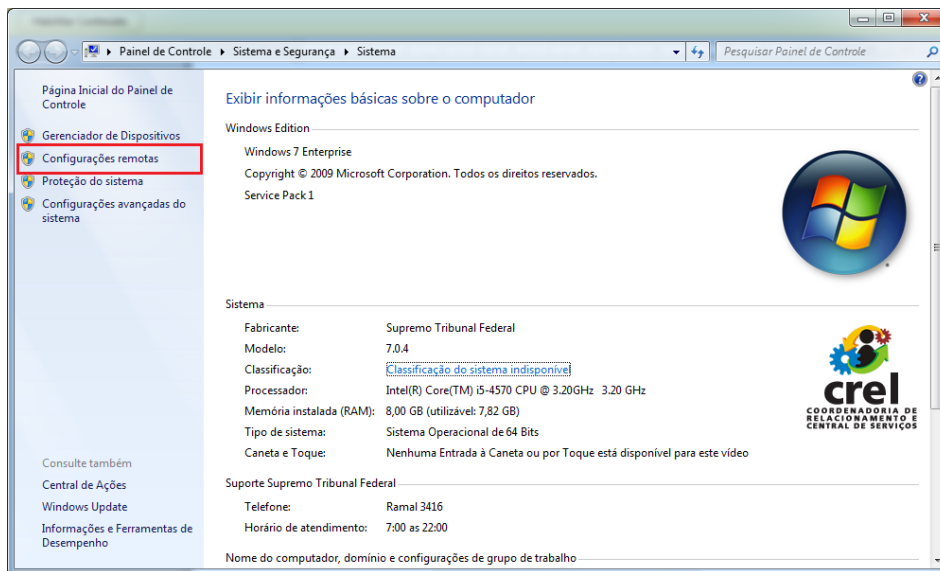 Painel de Controle ▸ Sistema e Segurança ▸ Sistema
Pesquisar Painel de Controle
Página Inicial do Painel de
Controle
Gerenciador de Dispositivos
Configurações remotas
Proteção do sistema
Configurações avançadas do
sistema
Consulte também
Central de Ações
Windows Update
Informações e Ferramentas de
Desempenho
Exibir informações básicas sobre o computador
Windows Edition
Windows 7 Enterprise
Copyright © 2009 Microsoft Corporation. Todos os direitos reservados.
Service Pack 1
Sistema
Fabricante: Supremo Tribunal Federal
Modelo: 7.0.4
Classificação: Classificação do sistema indisponível
Processador: Intel(R) Core(TM) i5-4570 CPU @ 3.20GHz 3.20 GHz
Memória instalada (RAM): 8,00 GB (utilizável: 7,82 GB)
Tipo de sistema: Sistema Operacional de 64 Bits
Caneta e Toque: Nenhuma Entrada à Caneta ou por Toque está disponível para este vídeo
crel
COORDENADORIA DE
RELACIONAMENTO E
CENTRAL DE SERVIÇOS
Suporte Supremo Tribunal Federal
Telefone: Ramal 3416
Horário de atendimento: 7:00 as 22:00
Nome do computador, domínio e configurações de grupo de trabalho